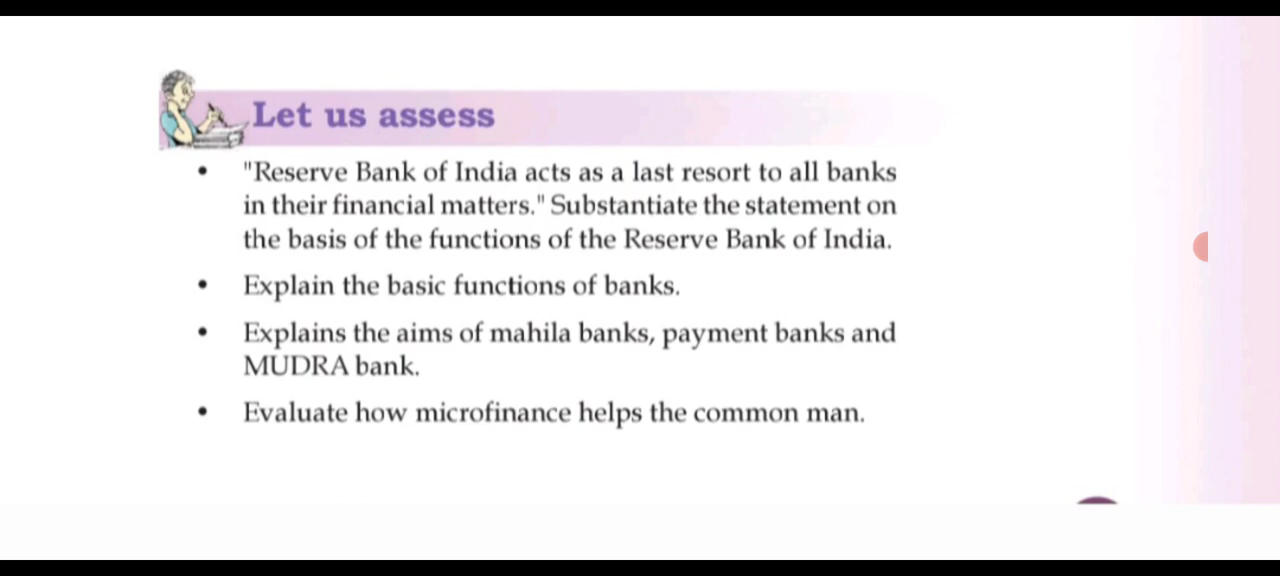 Let us assess
• "Reserve Bank of India acts as a last resort to all banks
in their financial matters." Substantiate the statement on
the basis of the functions of the Reserve Bank of India.
• Explain the basic functions of banks.
• Explains the aims of mahila banks, payment banks and
MUDRA bank.
• Evaluate how microfinance helps the common man.